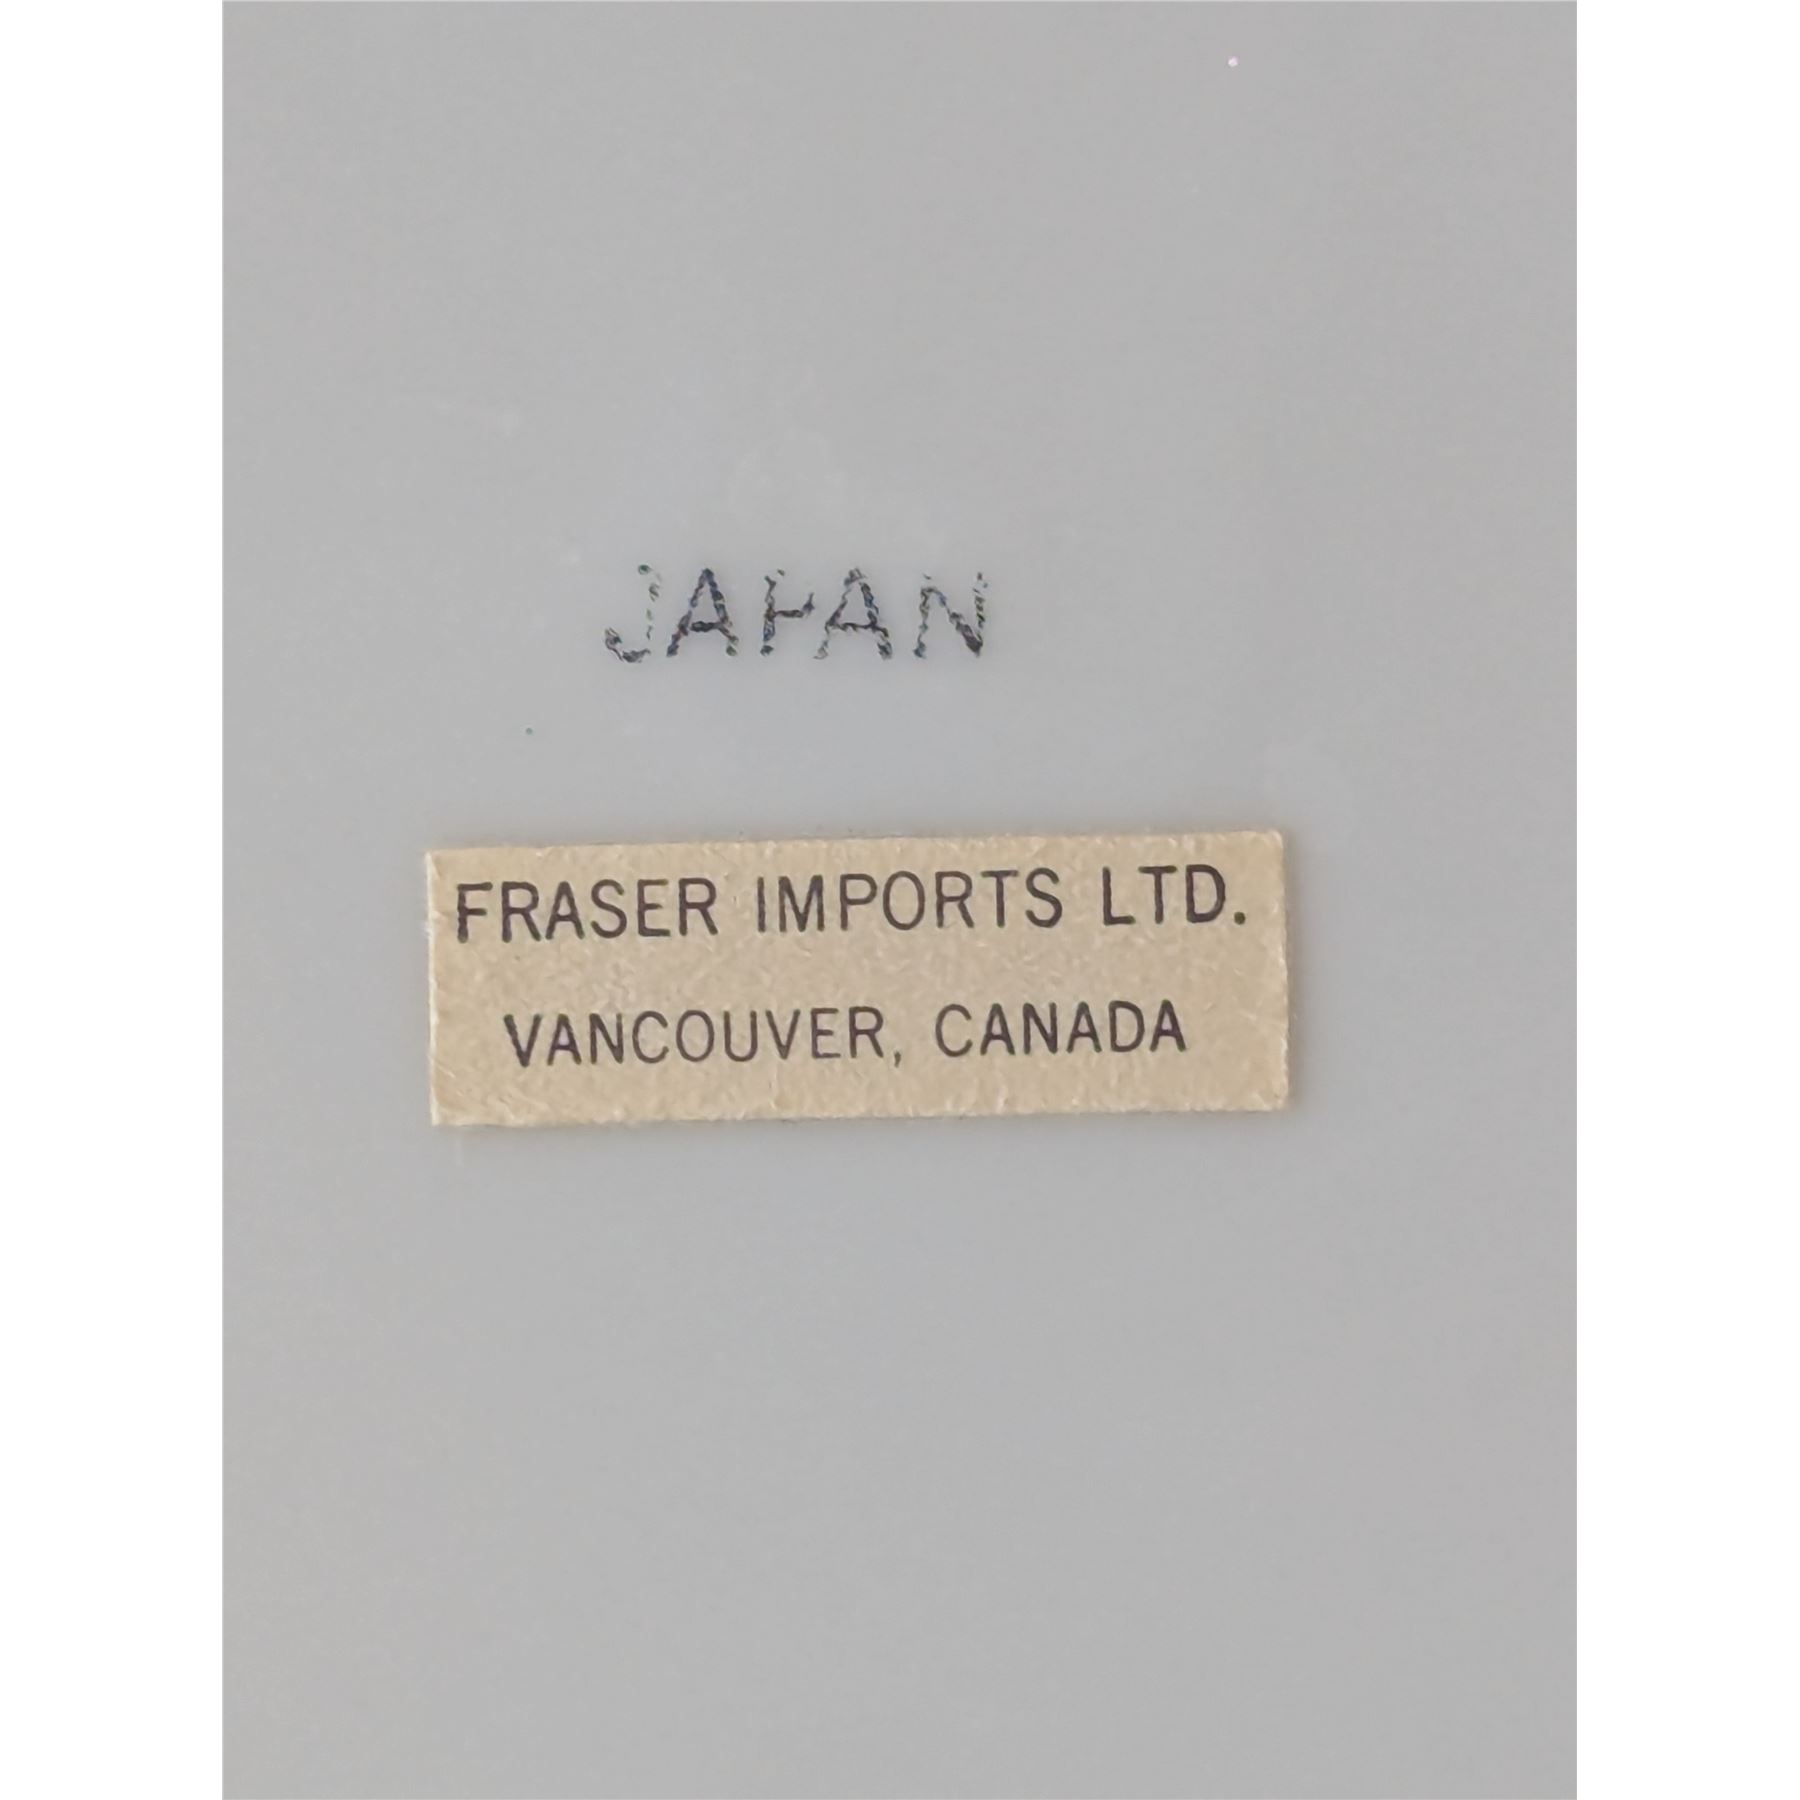 JAPAN
FRASER IMPORTS LTD.
VANCOUVER, CANADA